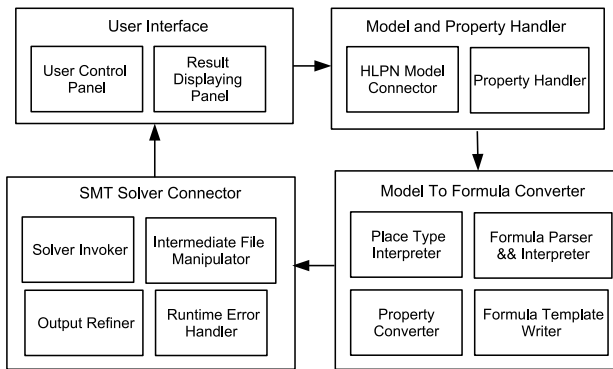 User Interface
User Control
Panel
Result
Displaying
Panel
Model and Property Handler
HLPN Model
Connector
Property Handler
SMT Solver Connector
Solver Invoker
Intermediate File
Manipulator
Output Refiner
Runtime Error
Handler
Model To Formula Converter
Place Type
Interpreter
Formula Parser
&& Interpreter
Property
Converter
Formula Template
Writer